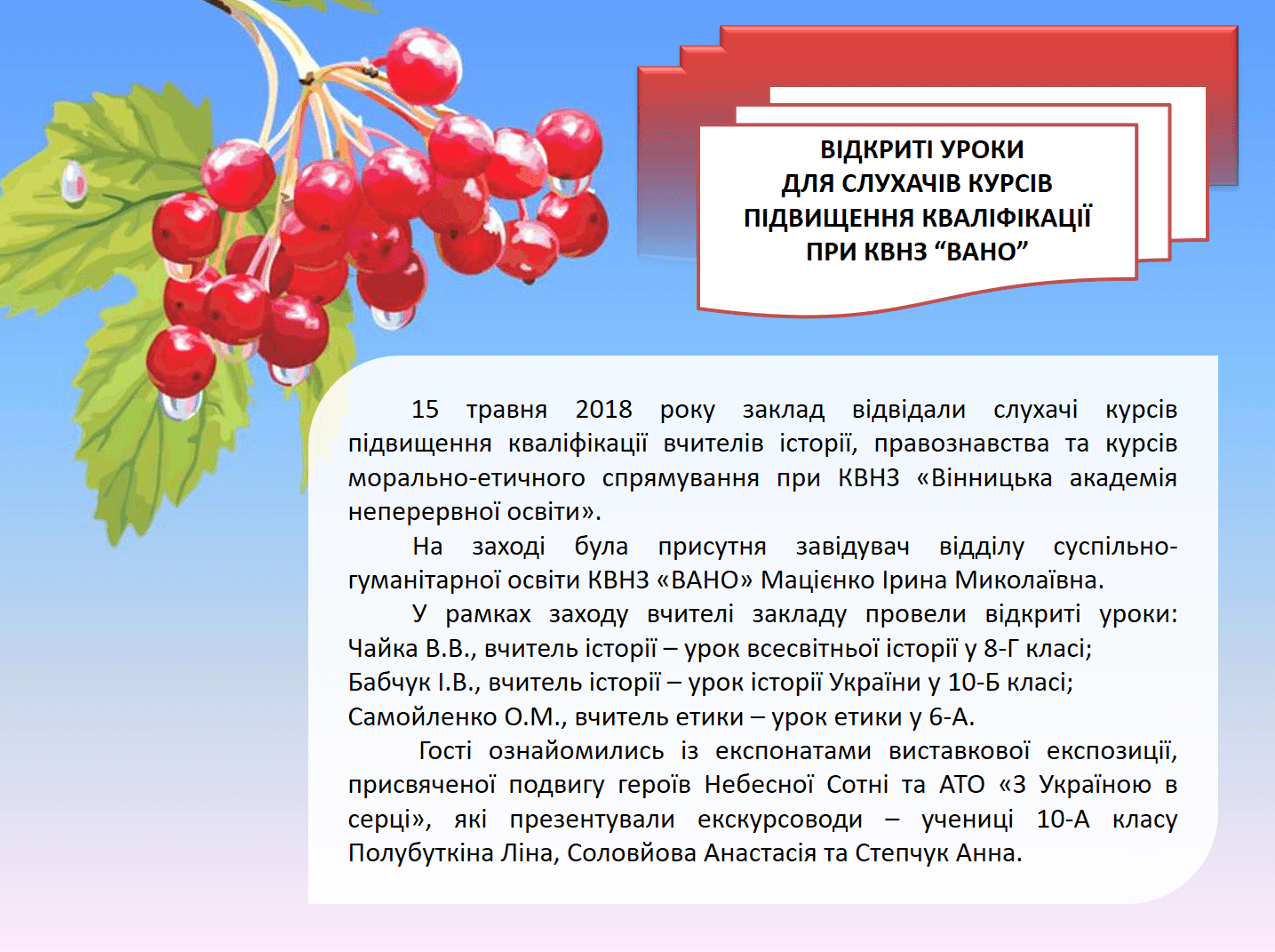 ВІДКРИТІ УРОКИ
ДЛЯ СЛУХАЧІВ КУРСІВ
ПІДВИЩЕННЯ КВАЛІФІКАЦІЇ
ПРИ КВНЗ “ВАНО”
15 травня 2018 року заклад відвідали слухачі курсів
підвищення кваліфікації вчителів історії, правознавства та курсів
морально-етичного спрямування при КВНЗ «Вінницька академія
неперервної освіти».
На заході була присутня завідувач відділу суспільно-
гуманітарної освіти КВНЗ «ВАНО» Мацієнко Ірина Миколаївна.
У рамках заходу вчителі закладу провели відкриті уроки:
Чайка В.В., вчитель історії – урок всесвітньої історії у 8-Г класі;
Бабчук І.В., вчитель історії – урок історії України у 10-Б класі;
Самойленко О.М., вчитель етики – урок етики у 6-А.
Гості ознайомились із експонатами виставкової експозиції,
присвяченої подвигу героїв Небесної Сотні та АТО «З Україною в
серці», які презентували екскурсоводи – учениці 10-А класу
Полубуткіна Ліна, Соловйова Анастасія та Степчук Анна.